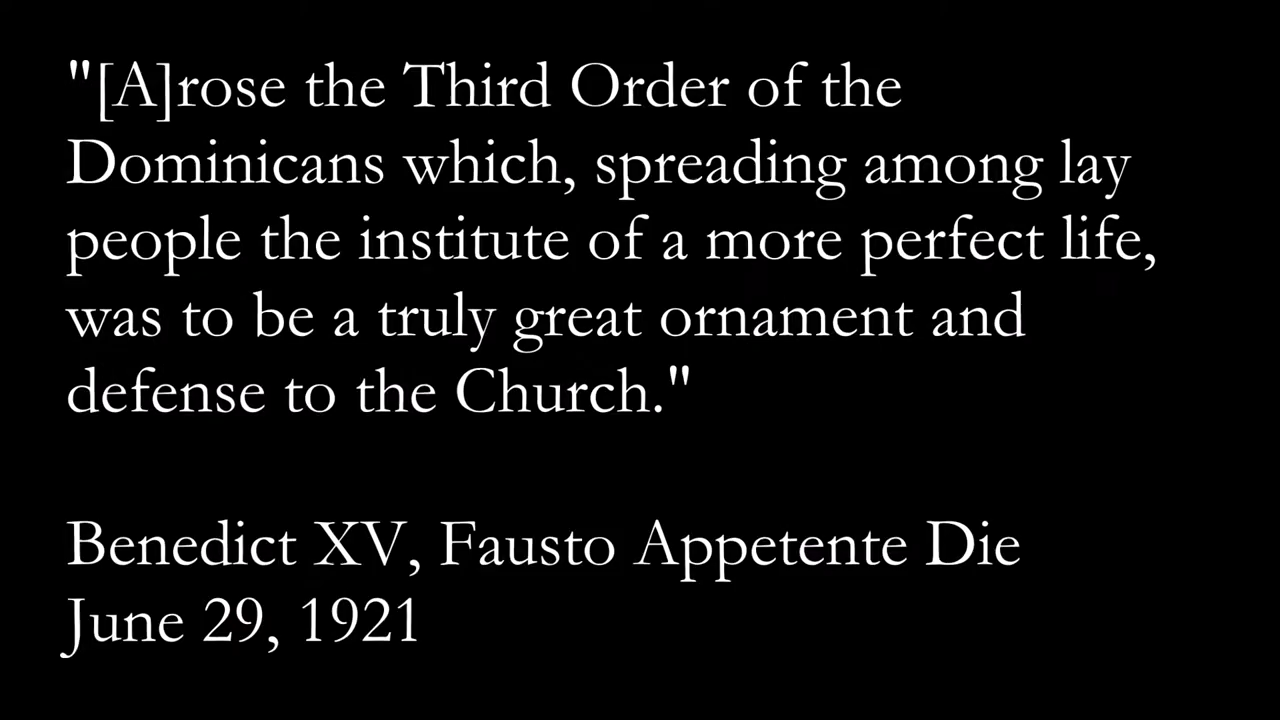 "[A]rose the Third Order of the
Dominicans which, spreading among lay
people the institute of a more perfect life,
was to be a truly great ornament and
defense to the Church."
Benedict XV, Fausto Appetente Die
June 29, 1921